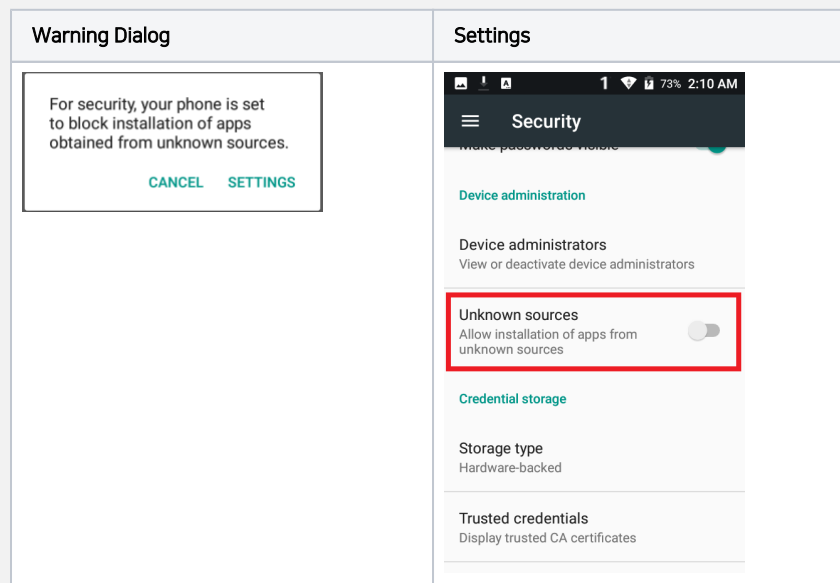 Warning Dialog
Settings
For security, your phone is set
to block installation of apps
obtained from unknown sources.
CANCEL SETTINGS
1 73% 2:10 AM
Security
Make passwords visible
Device administration
Device administrators
View or deactivate device administrators
Unknown sources
Allow installation of apps from
unknown sources
Credential storage
Storage type
Hardware-backed
Trusted credentials
Display trusted CA certificates